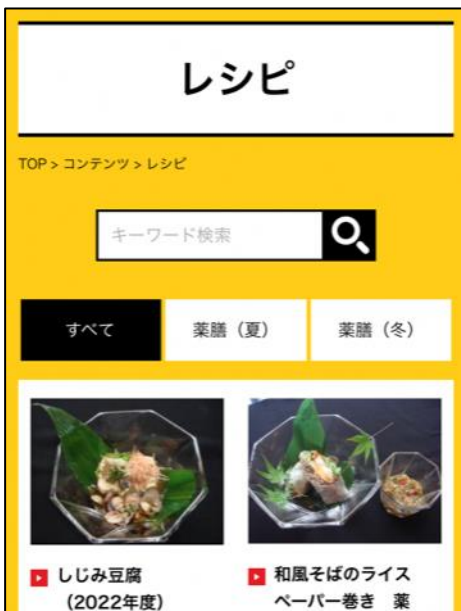 レシピ
TOP > コンテンツ > レシピ
キーワード検索
すべて
薬膳（夏）
薬膳（冬）
しじみ豆腐
（2022年度）
和風そばのライス
ペーパー巻き　薬